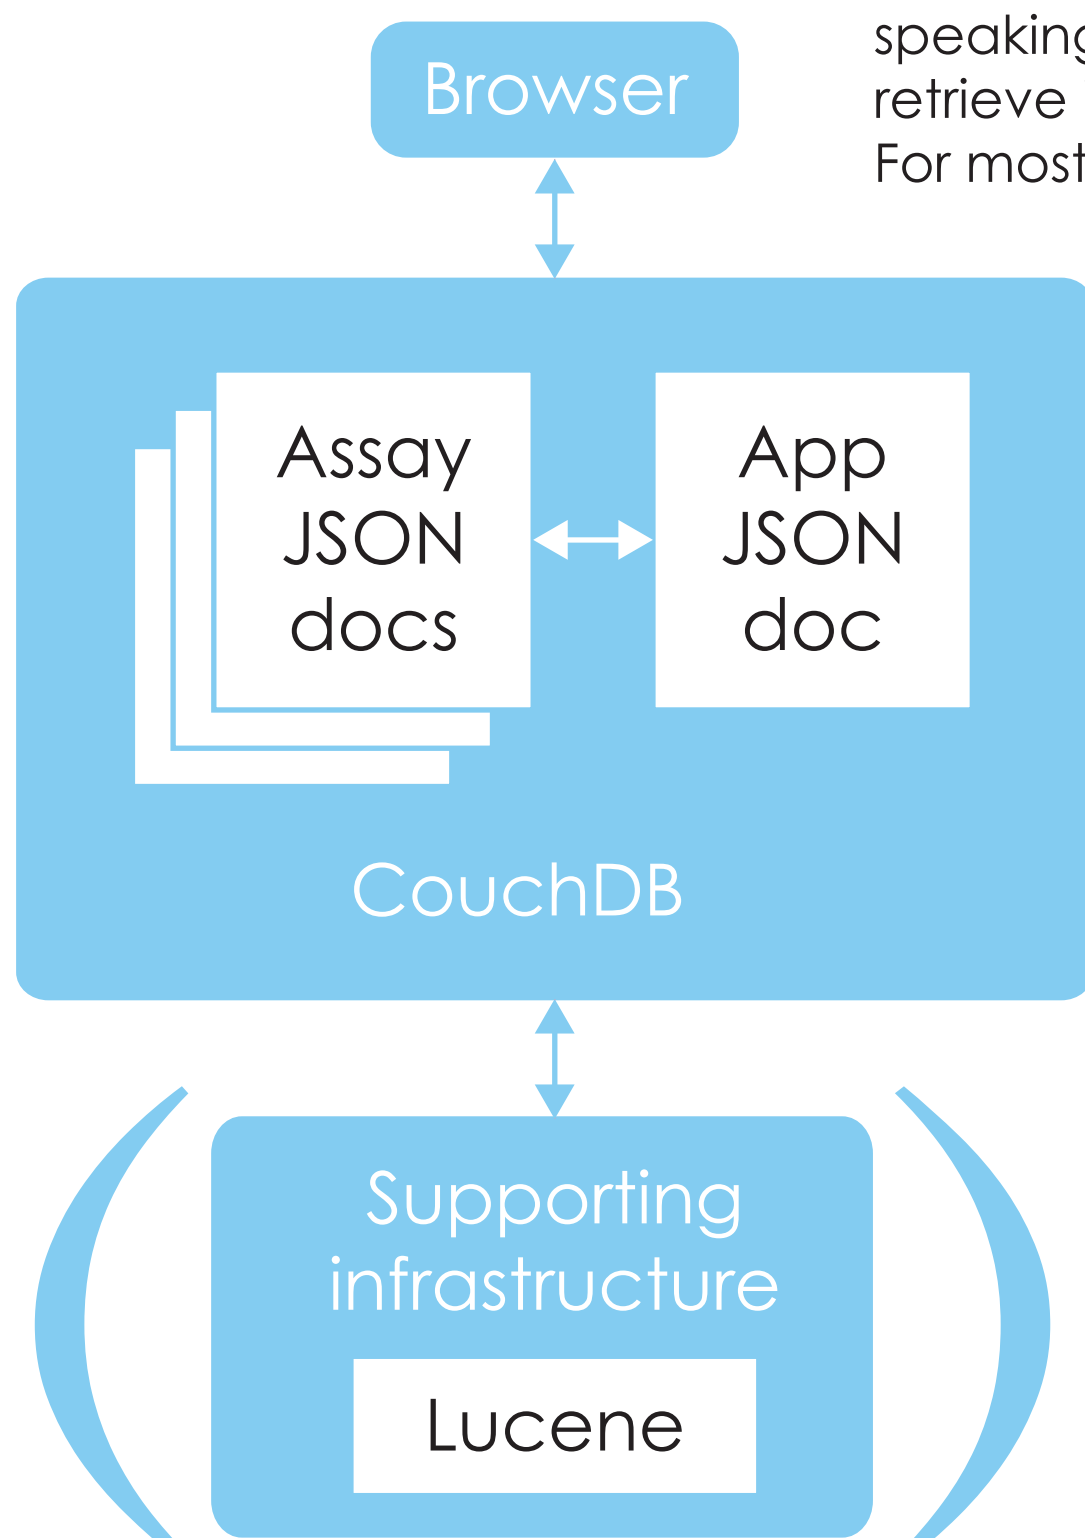 speaking
retrieve
For most
Browser
Assay
JSON
docs
App
JSON
doc
CouchDB
Supporting
infrastructure
Lucene